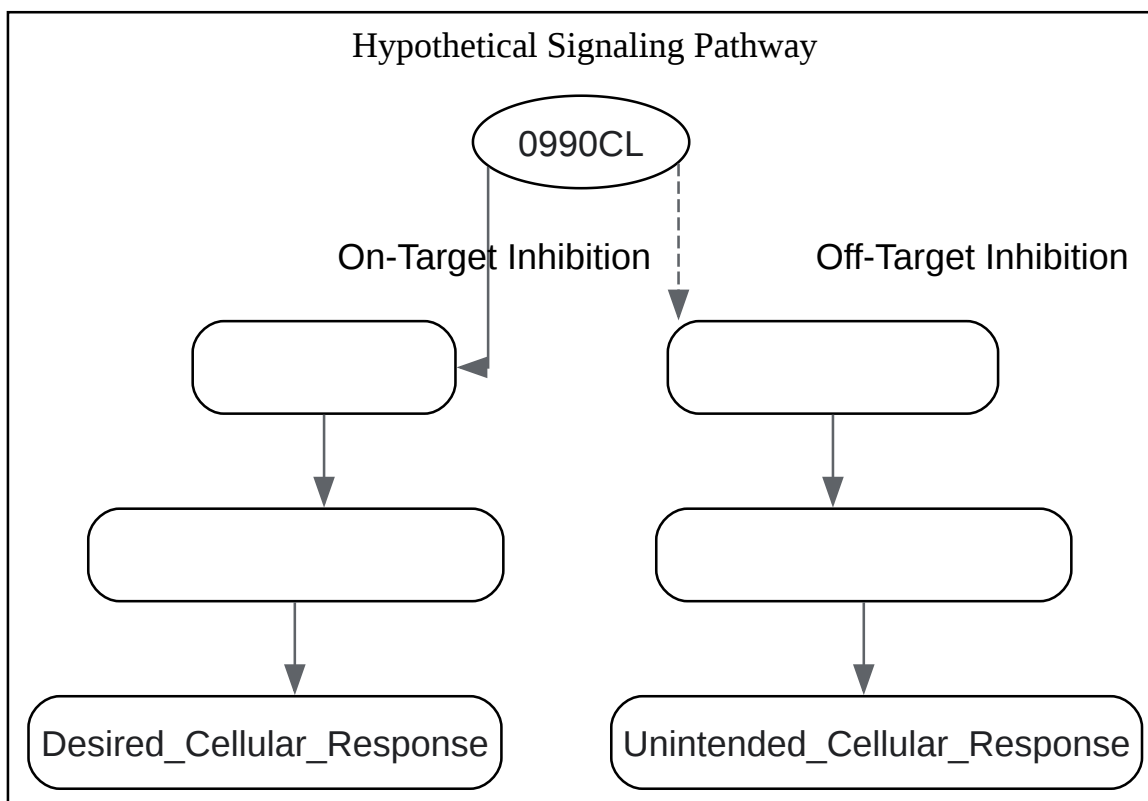 Hypothetical Signaling Pathway
0990CL
On-Target Inhibition
Off-Target Inhibition
Desired_Cellular_Response
Unintended_Cellular_Response